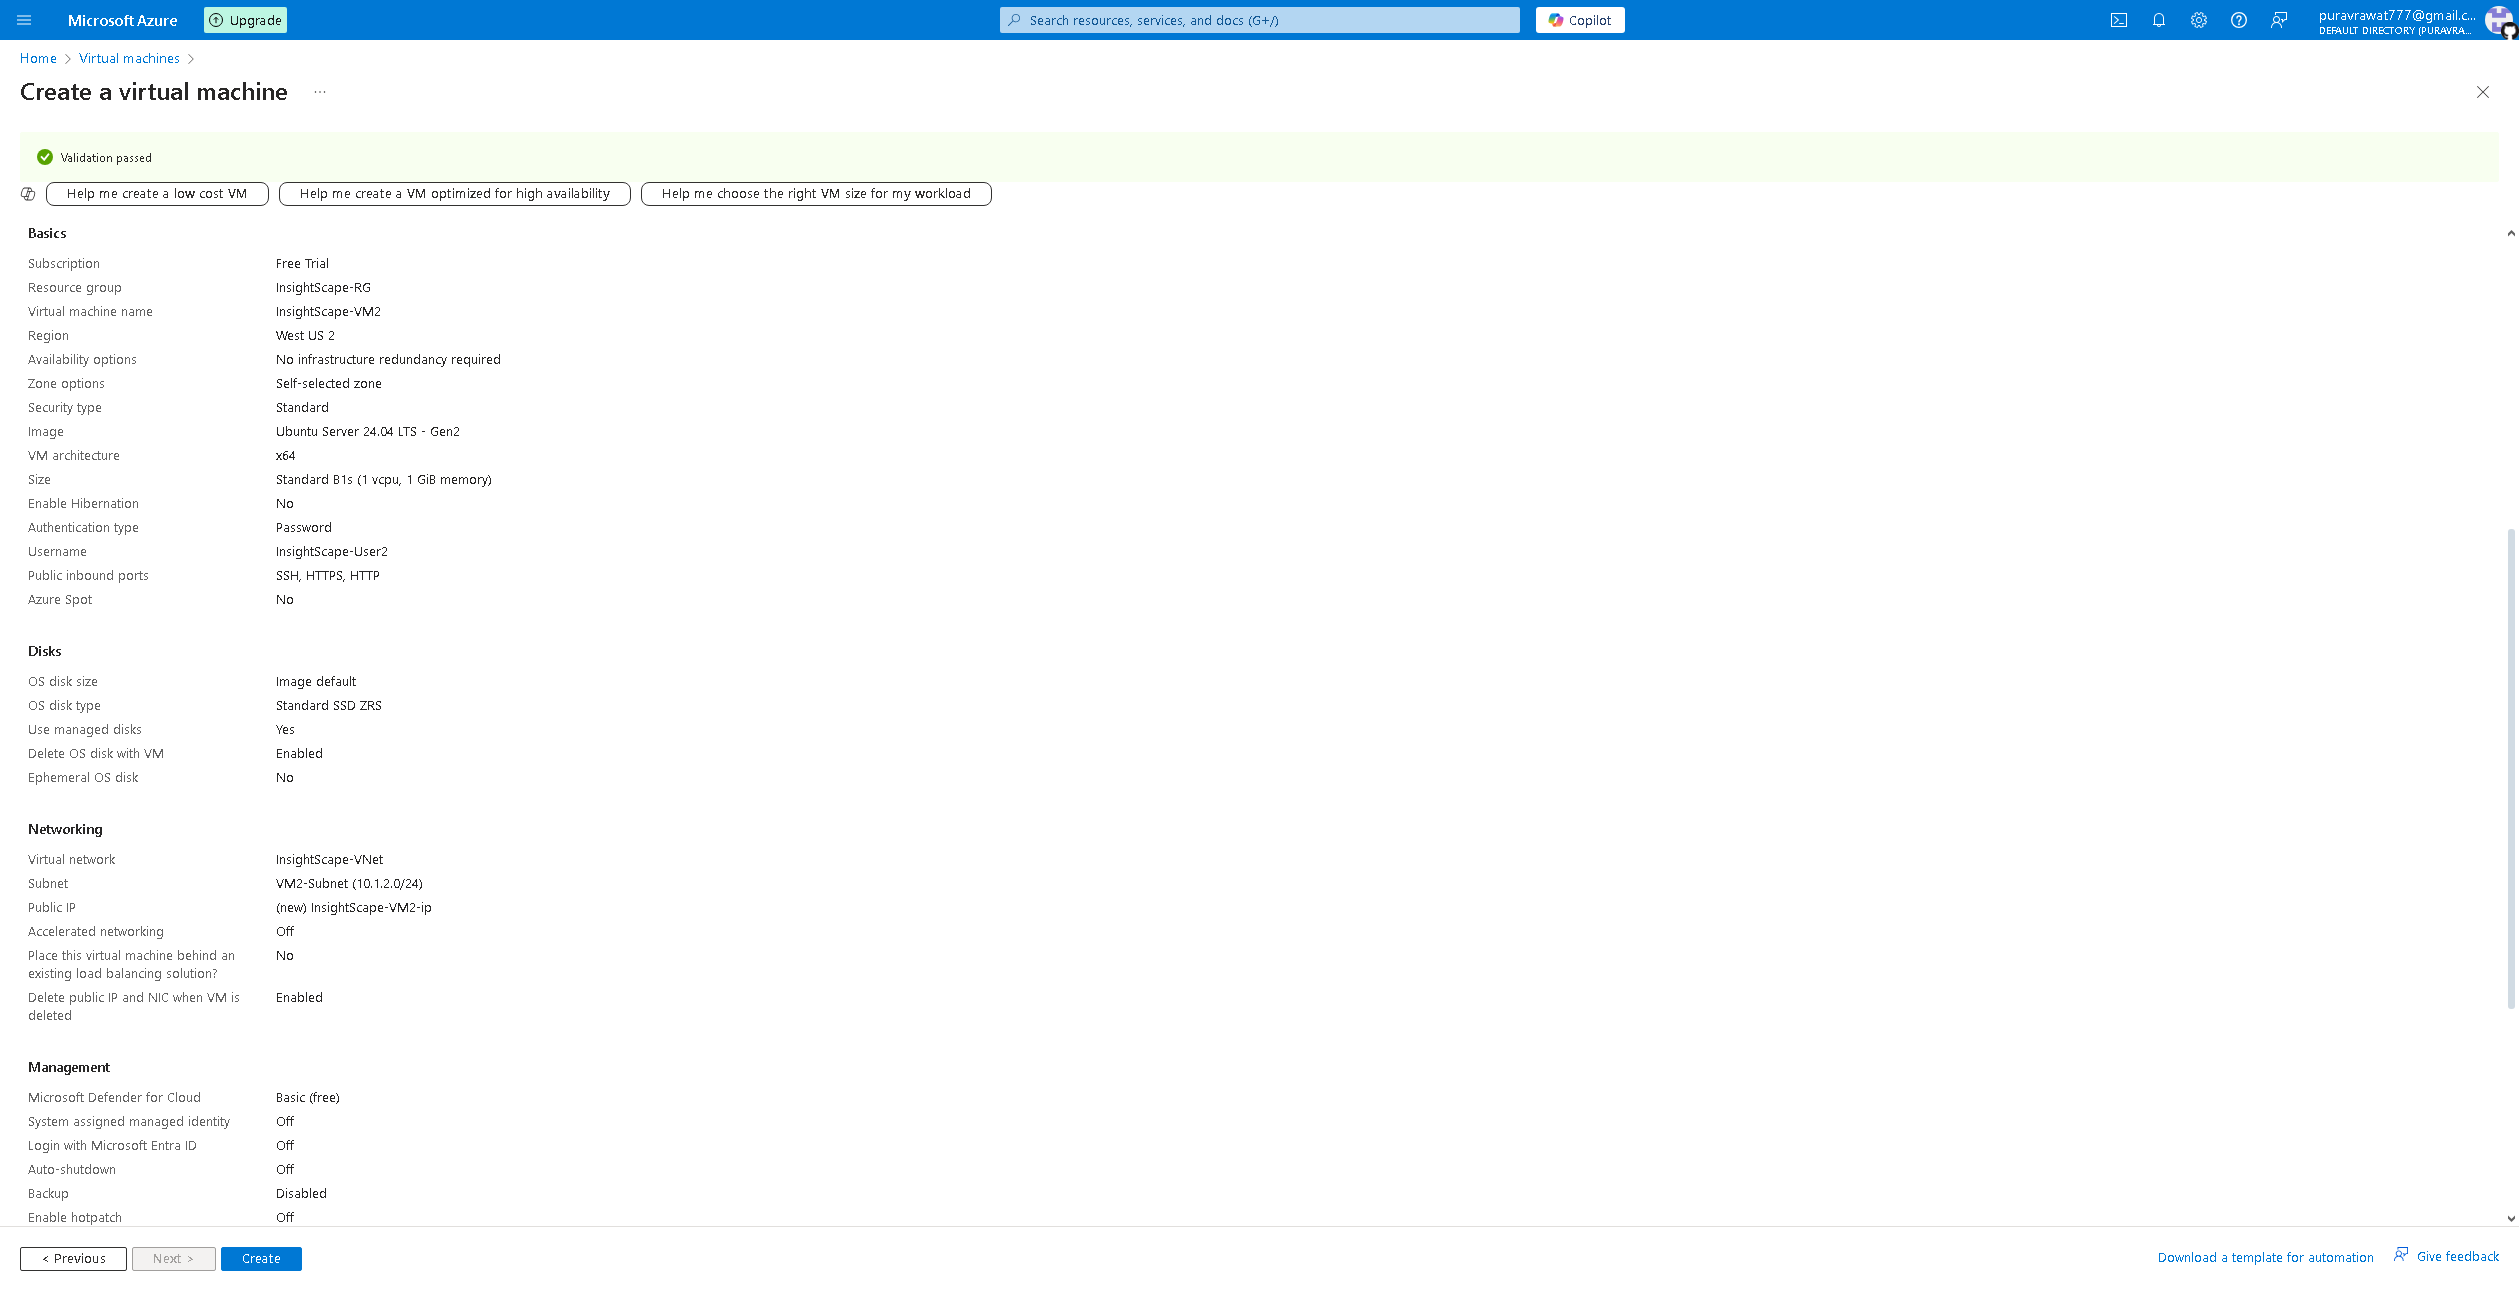 Microsoft Azure
Upgrade
Search resources, services, and docs (G+/)
Copilot
puravrawat777@gmail.c...
DEFAULT DIRECTORY (PURAVRA...
Home > Virtual machines >
Create a virtual machine ...
Validation passed
Help me create a low cost VM
Help me create a VM optimized for high availability
Help me choose the right VM size for my workload
Basics
Subscription Free Trial
Resource group InsightScape-RG
Virtual machine name InsightScape-VM2
Region West US 2
Availability options No infrastructure redundancy required
Zone options Self-selected zone
Security type Standard
Image Ubuntu Server 24.04 LTS - Gen2
VM architecture x64
Size Standard B1s (1 vcpu, 1 GiB memory)
Enable Hibernation No
Authentication type Password
Username InsightScape-User2
Public inbound ports SSH, HTTPS, HTTP
Azure Spot No
Disks
OS disk size Image default
OS disk type Standard SSD ZRS
Use managed disks Yes
Delete OS disk with VM Enabled
Ephemeral OS disk No
Networking
Virtual network InsightScape-VNet
Subnet VM2-Subnet (10.1.2.0/24)
Public IP (new) InsightScape-VM2-ip
Accelerated networking Off
Place this virtual machine behind an No
existing load balancing solution?
Delete public IP and NIC when VM is Enabled
deleted
Management
Microsoft Defender for Cloud Basic (free)
System assigned managed identity Off
Login with Microsoft Entra ID Off
Auto-shutdown Off
Backup Disabled
Enable hotpatch Off
< Previous
Next >
Create
Download a template for automation
Give feedback